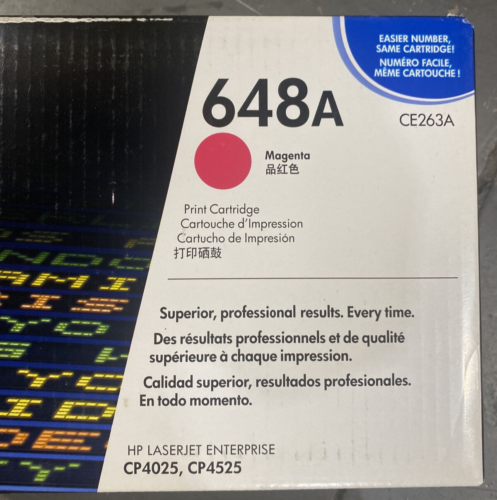 EASIER NUMBER,
SAME CARTRIDGE!
NUMÉRO FACILE,
MÊME CARTOUCHE !
648A
CE263A
Magenta
品红色
Print Cartridge
Cartouche d'Impression
Cartucho de Impresión
打印硒鼓
Superior, professional results. Every time.
Des résultats professionnels et de qualité
supérieure à chaque impression.
Calidad superior, resultados profesionales.
En todo momento.
HP LASERJET ENTERPRISE
CP4025, CP4525